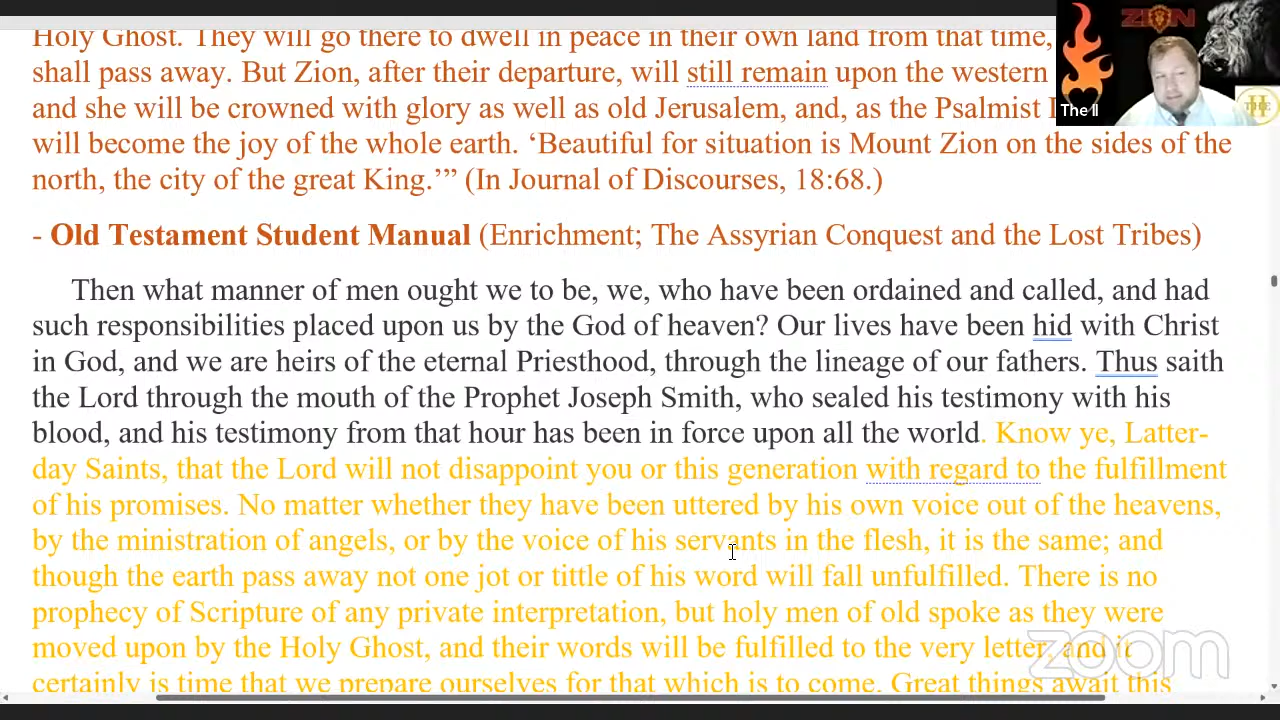 Holy Ghost. They will go there to dwell in peace in their own land from that time,
shall pass away. But Zion, after their departure, will still remain upon the western
and she will be crowned with glory as well as old Jerusalem, and, as the Psalmist
will become the joy of the whole earth. ‘Beautiful for situation is Mount Zion on the sides of the
north, the city of the great King.’” (In Journal of Discourses, 18:68.)
- Old Testament Student Manual (Enrichment; The Assyrian Conquest and the Lost Tribes)
Then what manner of men ought we to be, we, who have been ordained and called, and had
such responsibilities placed upon us by the God of heaven? Our lives have been hid with Christ
in God, and we are heirs of the eternal Priesthood, through the lineage of our fathers. Thus saith
the Lord through the mouth of the Prophet Joseph Smith, who sealed his testimony with his
blood, and his testimony from that hour has been in force upon all the world. Know ye, Latter-
day Saints, that the Lord will not disappoint you or this generation with regard to the fulfillment
of his promises. No matter whether they have been uttered by his own voice out of the heavens,
by the ministration of angels, or by the voice of his servants in the flesh, it is the same; and
though the earth pass away not one jot or tittle of his word will fall unfulfilled. There is no
prophecy of Scripture of any private interpretation, but holy men of old spoke as they were
moved upon by the Holy Ghost, and their words will be fulfilled to the very letter, and it
certainly is time that we prepare ourselves for that which is to come. Great things await this
ZION
The II
THE
II
zoom